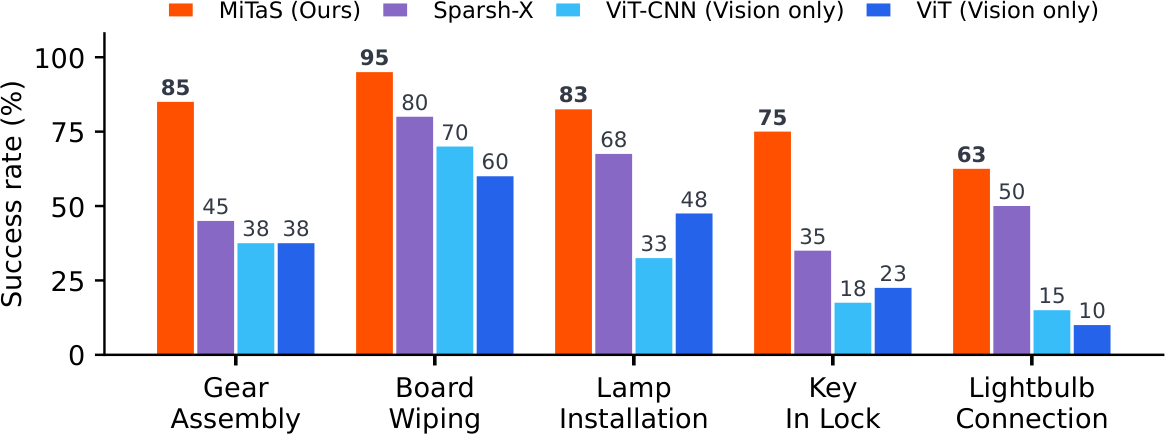 MiTaS (Ours) Sparsh-X ViT-CNN (Vision only) ViT (Vision only)
Success rate (%)
100
75
50
25
0
85
45
38
38
95
80
70
60
83
68
33
48
75
35
18
23
63
50
15
10
Gear
Assembly
Board
Wiping
Lamp
Installation
Key
In Lock
Lightbulb
Connection